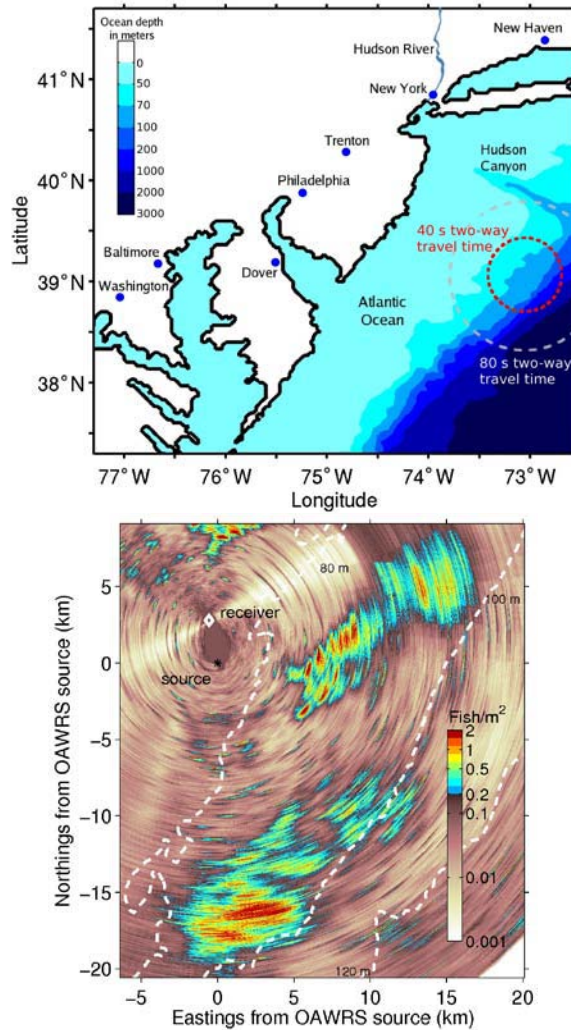 Ocean depth
in meters
0
50
70
100
200
1000
2000
3000
New Haven
Hudson River
New York
Trenton
Philadelphia
Hudson
Canyon
40 s two-way
travel time
Baltimore
Washington
Dover
Atlantic
Ocean
80 s two-way
travel time
41°N
40°N
39°N
38°N
Latitude
77°W 76°W 75°W 74°W 73°W
Longitude
80 m
100 m
receiver
source
Fish/m²
2
1
0.5
0.2
0.01
0.001
120 m
5
0
−5
−10
−15
−20
Northings from OAWRS source (km)
−5 0 5 10 15 20
Eastings from OAWRS source (km)